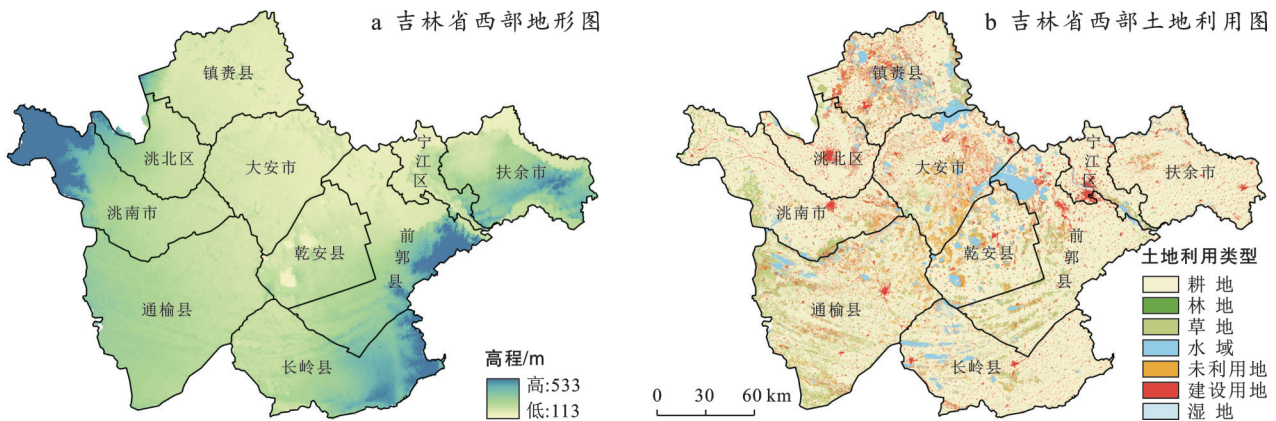 a 吉林省西部地形图
镇赉县
洮北区
大安市
宁江区
扶余市
洮南市
乾安县
前郭县
通榆县
长岭县
高程/m
高:533
低:113
b 吉林省西部土地利用图
镇赉县
洮北区
大安市
宁江区
扶余市
洮南市
乾安县
前郭县
通榆县
长岭县
土地利用类型
耕地
林地
草地
水域
未利用地
建设用地
湿地
0 30 60 km